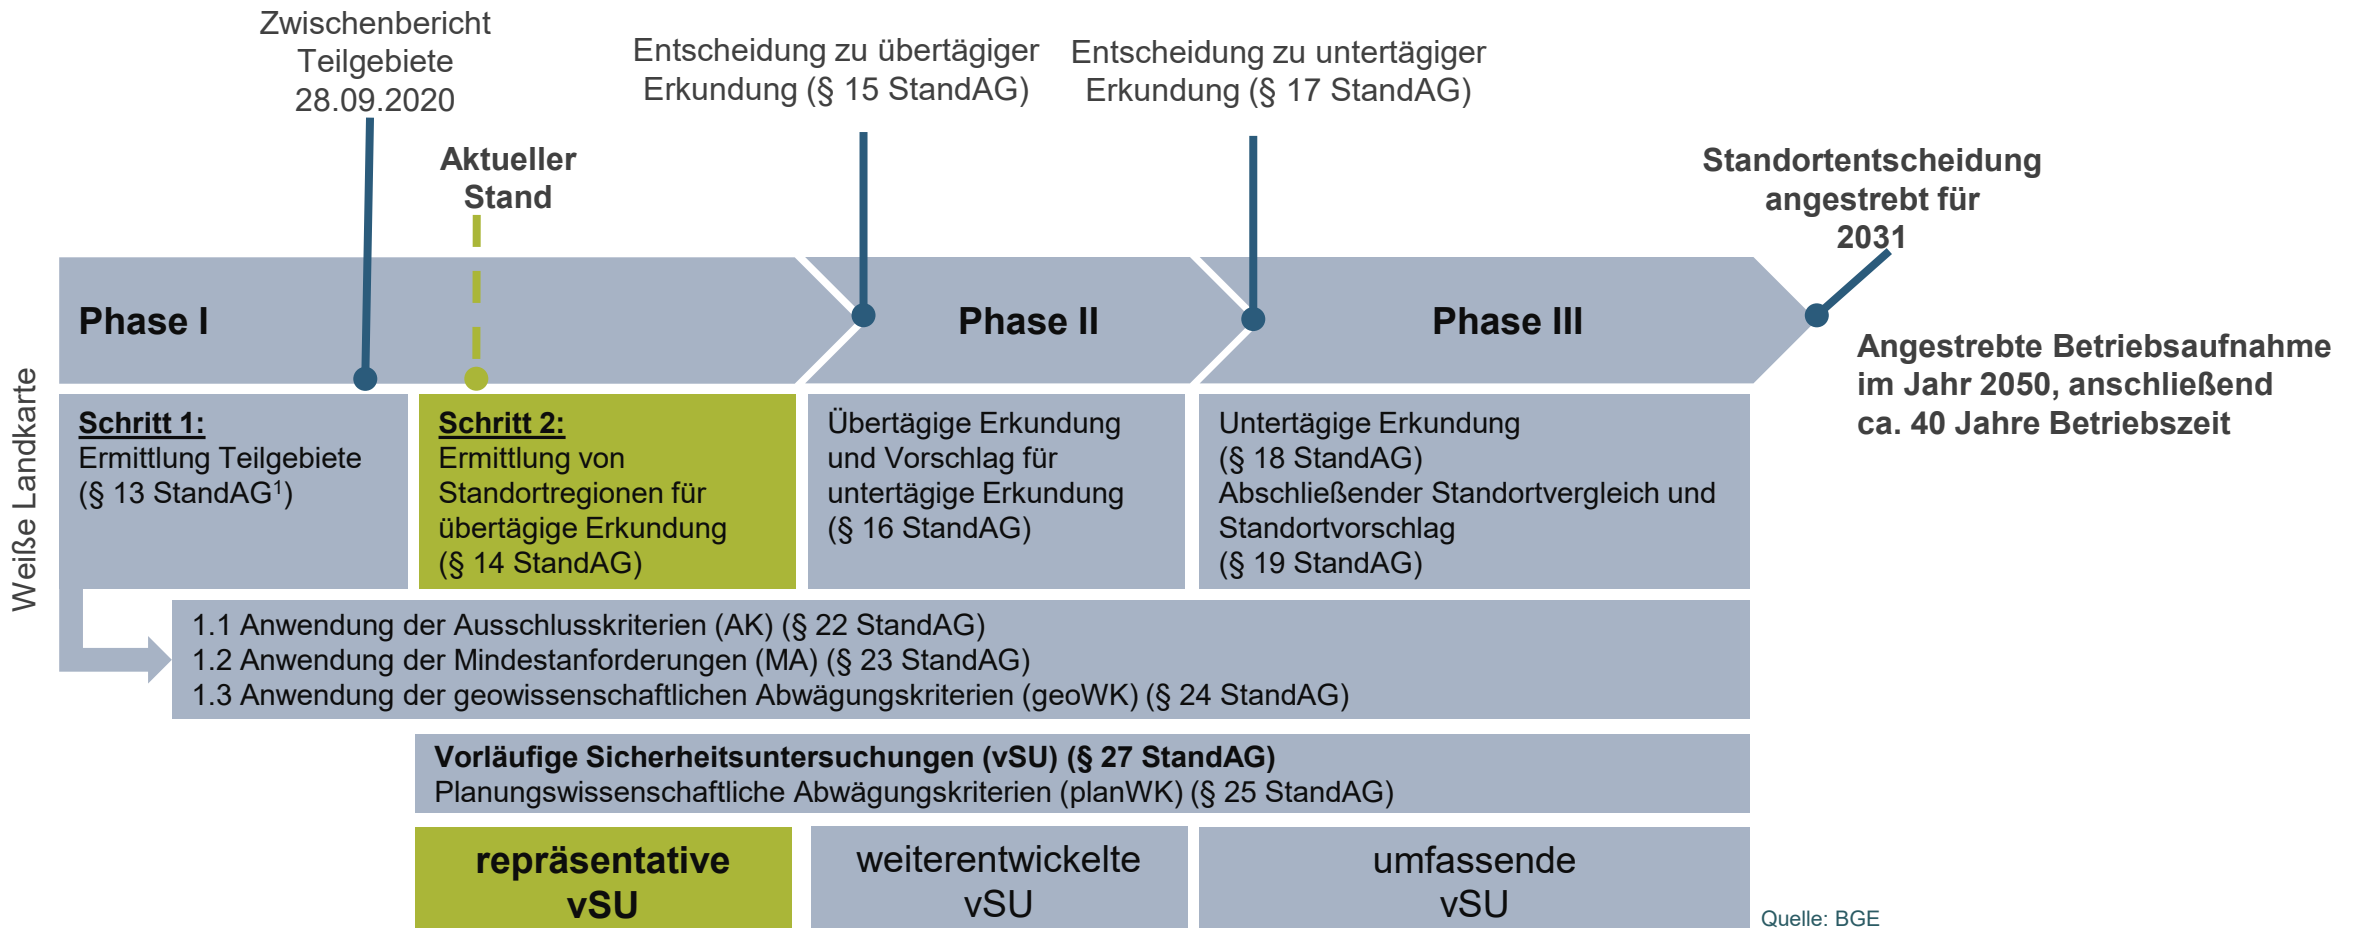 Zwischenbericht
Teilgebiete
28.09.2020
Aktueller
Stand
Entscheidung zu übertägiger
Erkundung (§ 15 StandAG)
Entscheidung zu untertägiger
Erkundung (§ 17 StandAG)
Standortentscheidung
angestrebt für
2031
Phase I
Phase II
Phase III
Angestrebte Betriebsaufnahme
im Jahr 2050, anschließend
ca. 40 Jahre Betriebszeit
Weiße Landkarte
Schritt 1:
Ermittlung Teilgebiete
(§ 13 StandAG¹)
Schritt 2:
Ermittlung von
Standortregionen für
übertägige Erkundung
(§ 14 StandAG)
Übertägige Erkundung
und Vorschlag für
untertägige Erkundung
(§ 16 StandAG)
Untertägige Erkundung
(§ 18 StandAG)
Abschließender Standortvergleich und
Standortvorschlag
(§ 19 StandAG)
1.1 Anwendung der Ausschlusskriterien (AK) (§ 22 StandAG)
1.2 Anwendung der Mindestanforderungen (MA) (§ 23 StandAG)
1.3 Anwendung der geowissenschaftlichen Abwägungskriterien (geoWK) (§ 24 StandAG)
Vorläufige Sicherheitsuntersuchungen (vSU) (§ 27 StandAG)
Planungswissenschaftliche Abwägungskriterien (planWK) (§ 25 StandAG)
repräsentative
vSU
weiterentwickelte
vSU
umfassende
vSU
Quelle: BGE